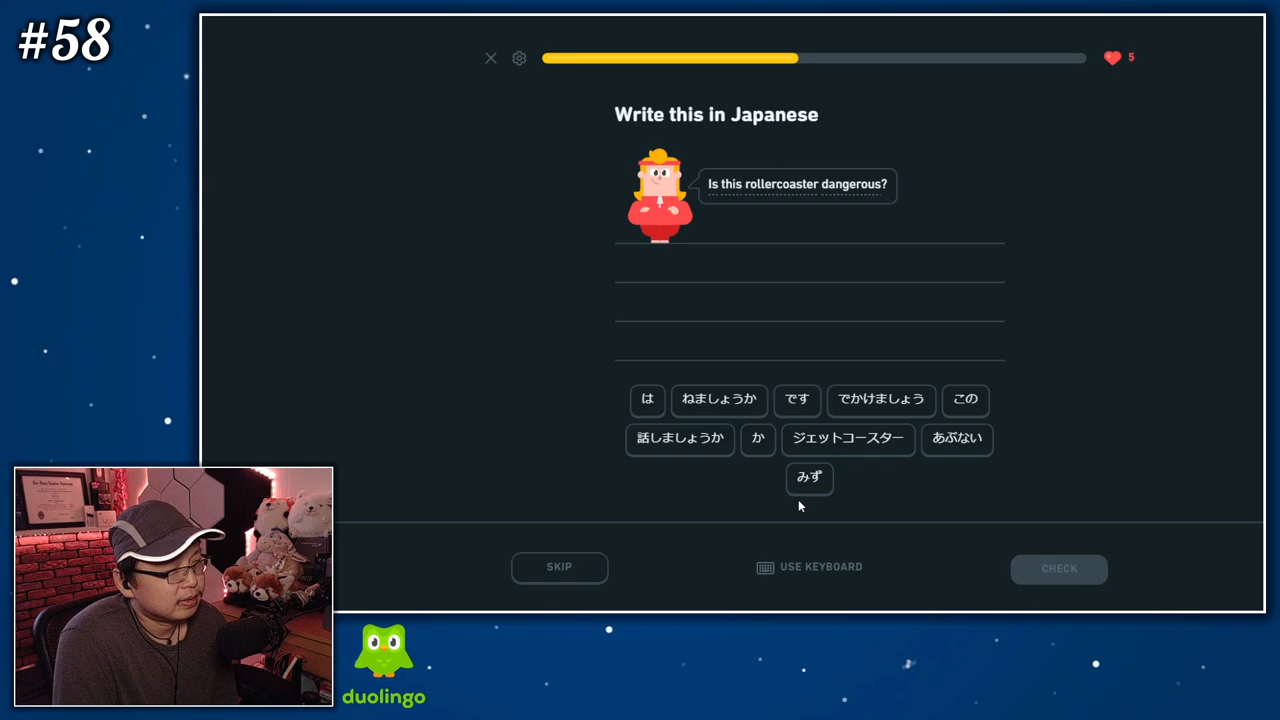 #58
5
Write this in Japanese
Is this rollercoaster dangerous?
は ねましょうか です でかけましょう この
話しましょうか か ジェットコースター あぶない
みず
SKIP USE KEYBOARD CHECK
duolingo